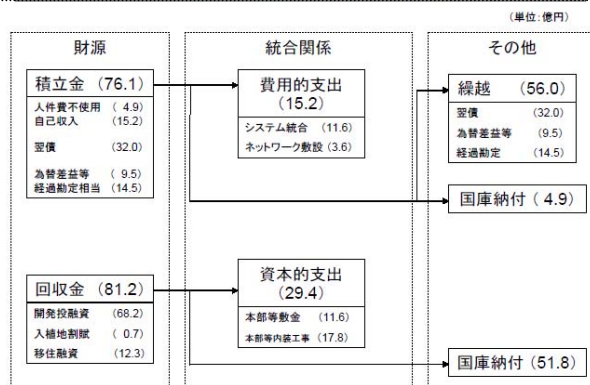 (単位:億円)
財源
積立金 (76.1)
人件費不使用 ( 4.9)
自己収入 (15.2)
翌債 (32.0)
為替差益等 ( 9.5)
経過勘定相当 (14.5)
回収金 (81.2)
開発投融資 (68.2)
入植地割賦 ( 0.7)
移住融資 (12.3)
統合関係
費用的支出
(15.2)
システム統合 (11.6)
ネットワーク敷設 (3.6)
資本的支出
(29.4)
本部等敷金 (11.6)
本部等内装工事 (17.8)
その他
繰越 (56.0)
翌債 (32.0)
為替差益等 (9.5)
経過勘定 (14.5)
国庫納付 ( 4.9)
国庫納付 (51.8)